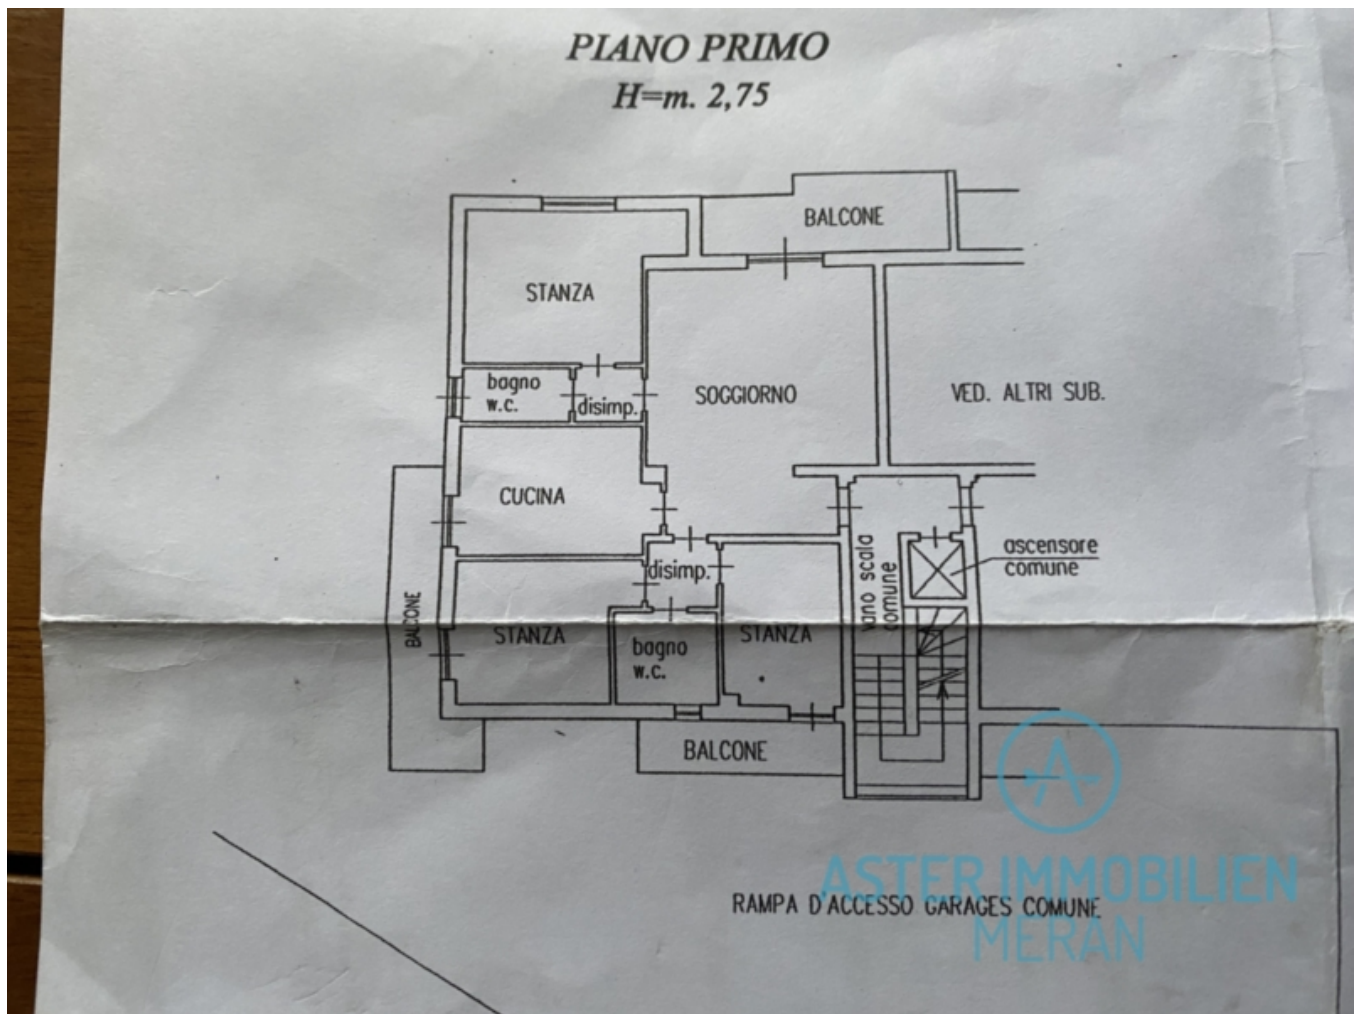 PIANO PRIMO
H=m. 2,75
BALCONE
STANZA
bagno
w.c.
disimp.
SOGGIORNO
VED. ALTRI SUB.
CUCINA
ascensore
comune
vano scala
comune
disimp.
BALCONE
STANZA
bagno
w.c.
STANZA
BALCONE
ASTER IMMOBILIEN
MERAN
RAMPA D'ACCESSO GARAGES COMUNE